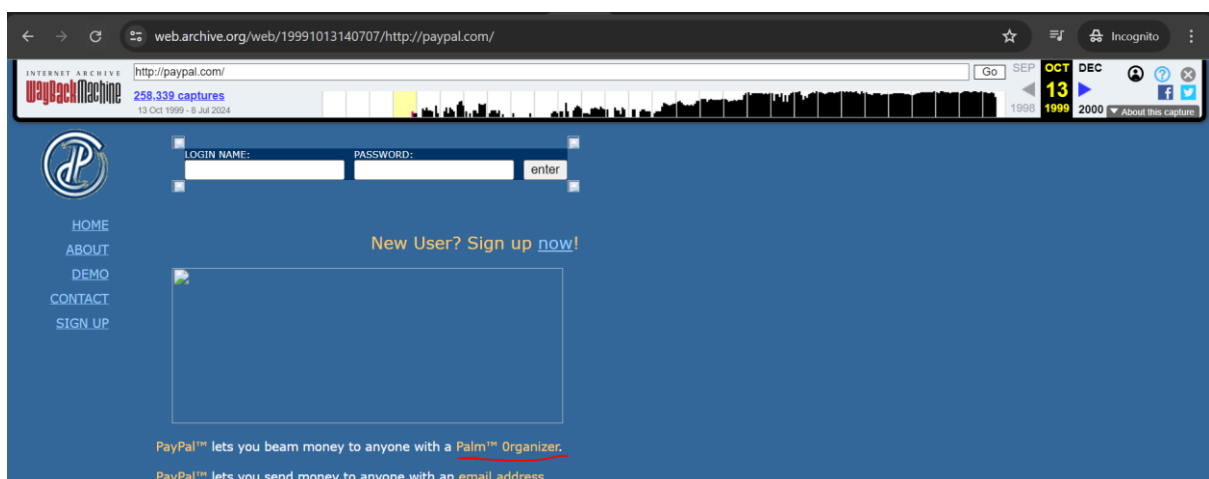 web.archive.org/web/19991013140707/http://paypal.com/
Incognito
INTERNET ARCHIVE
WayBackMachine
http://paypal.com/
Go
SEP OCT DEC
258,339 captures
13
13 Oct 1999 - 8 Jul 2024
1998 1999 2000
About this capture
LOGIN NAME: PASSWORD:
enter
HOME
ABOUT
DEMO
CONTACT
SIGN UP
New User? Sign up now!
PayPal™ lets you beam money to anyone with a Palm™ 0rganizer.
PayPal™ lets you send money to anyone with an email address